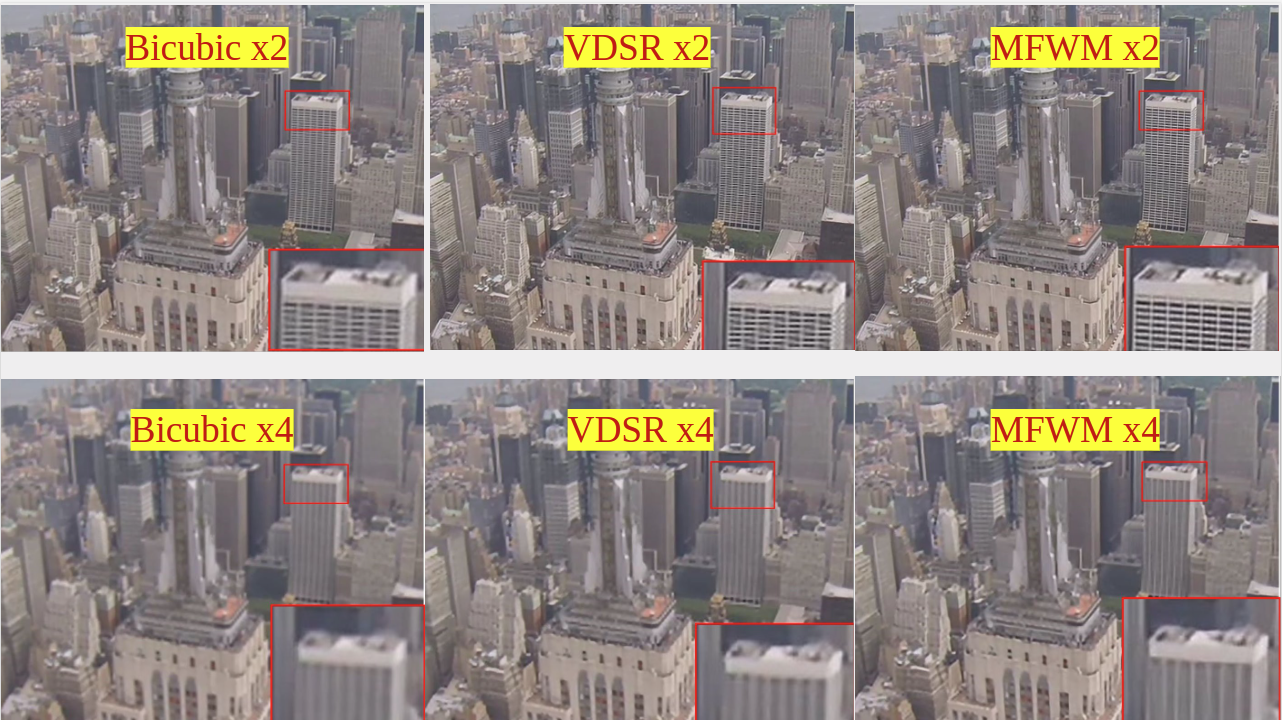 Bicubic x2
VDSR x2
MFWM x2
Bicubic x4
VDSR x4
MFWM x4